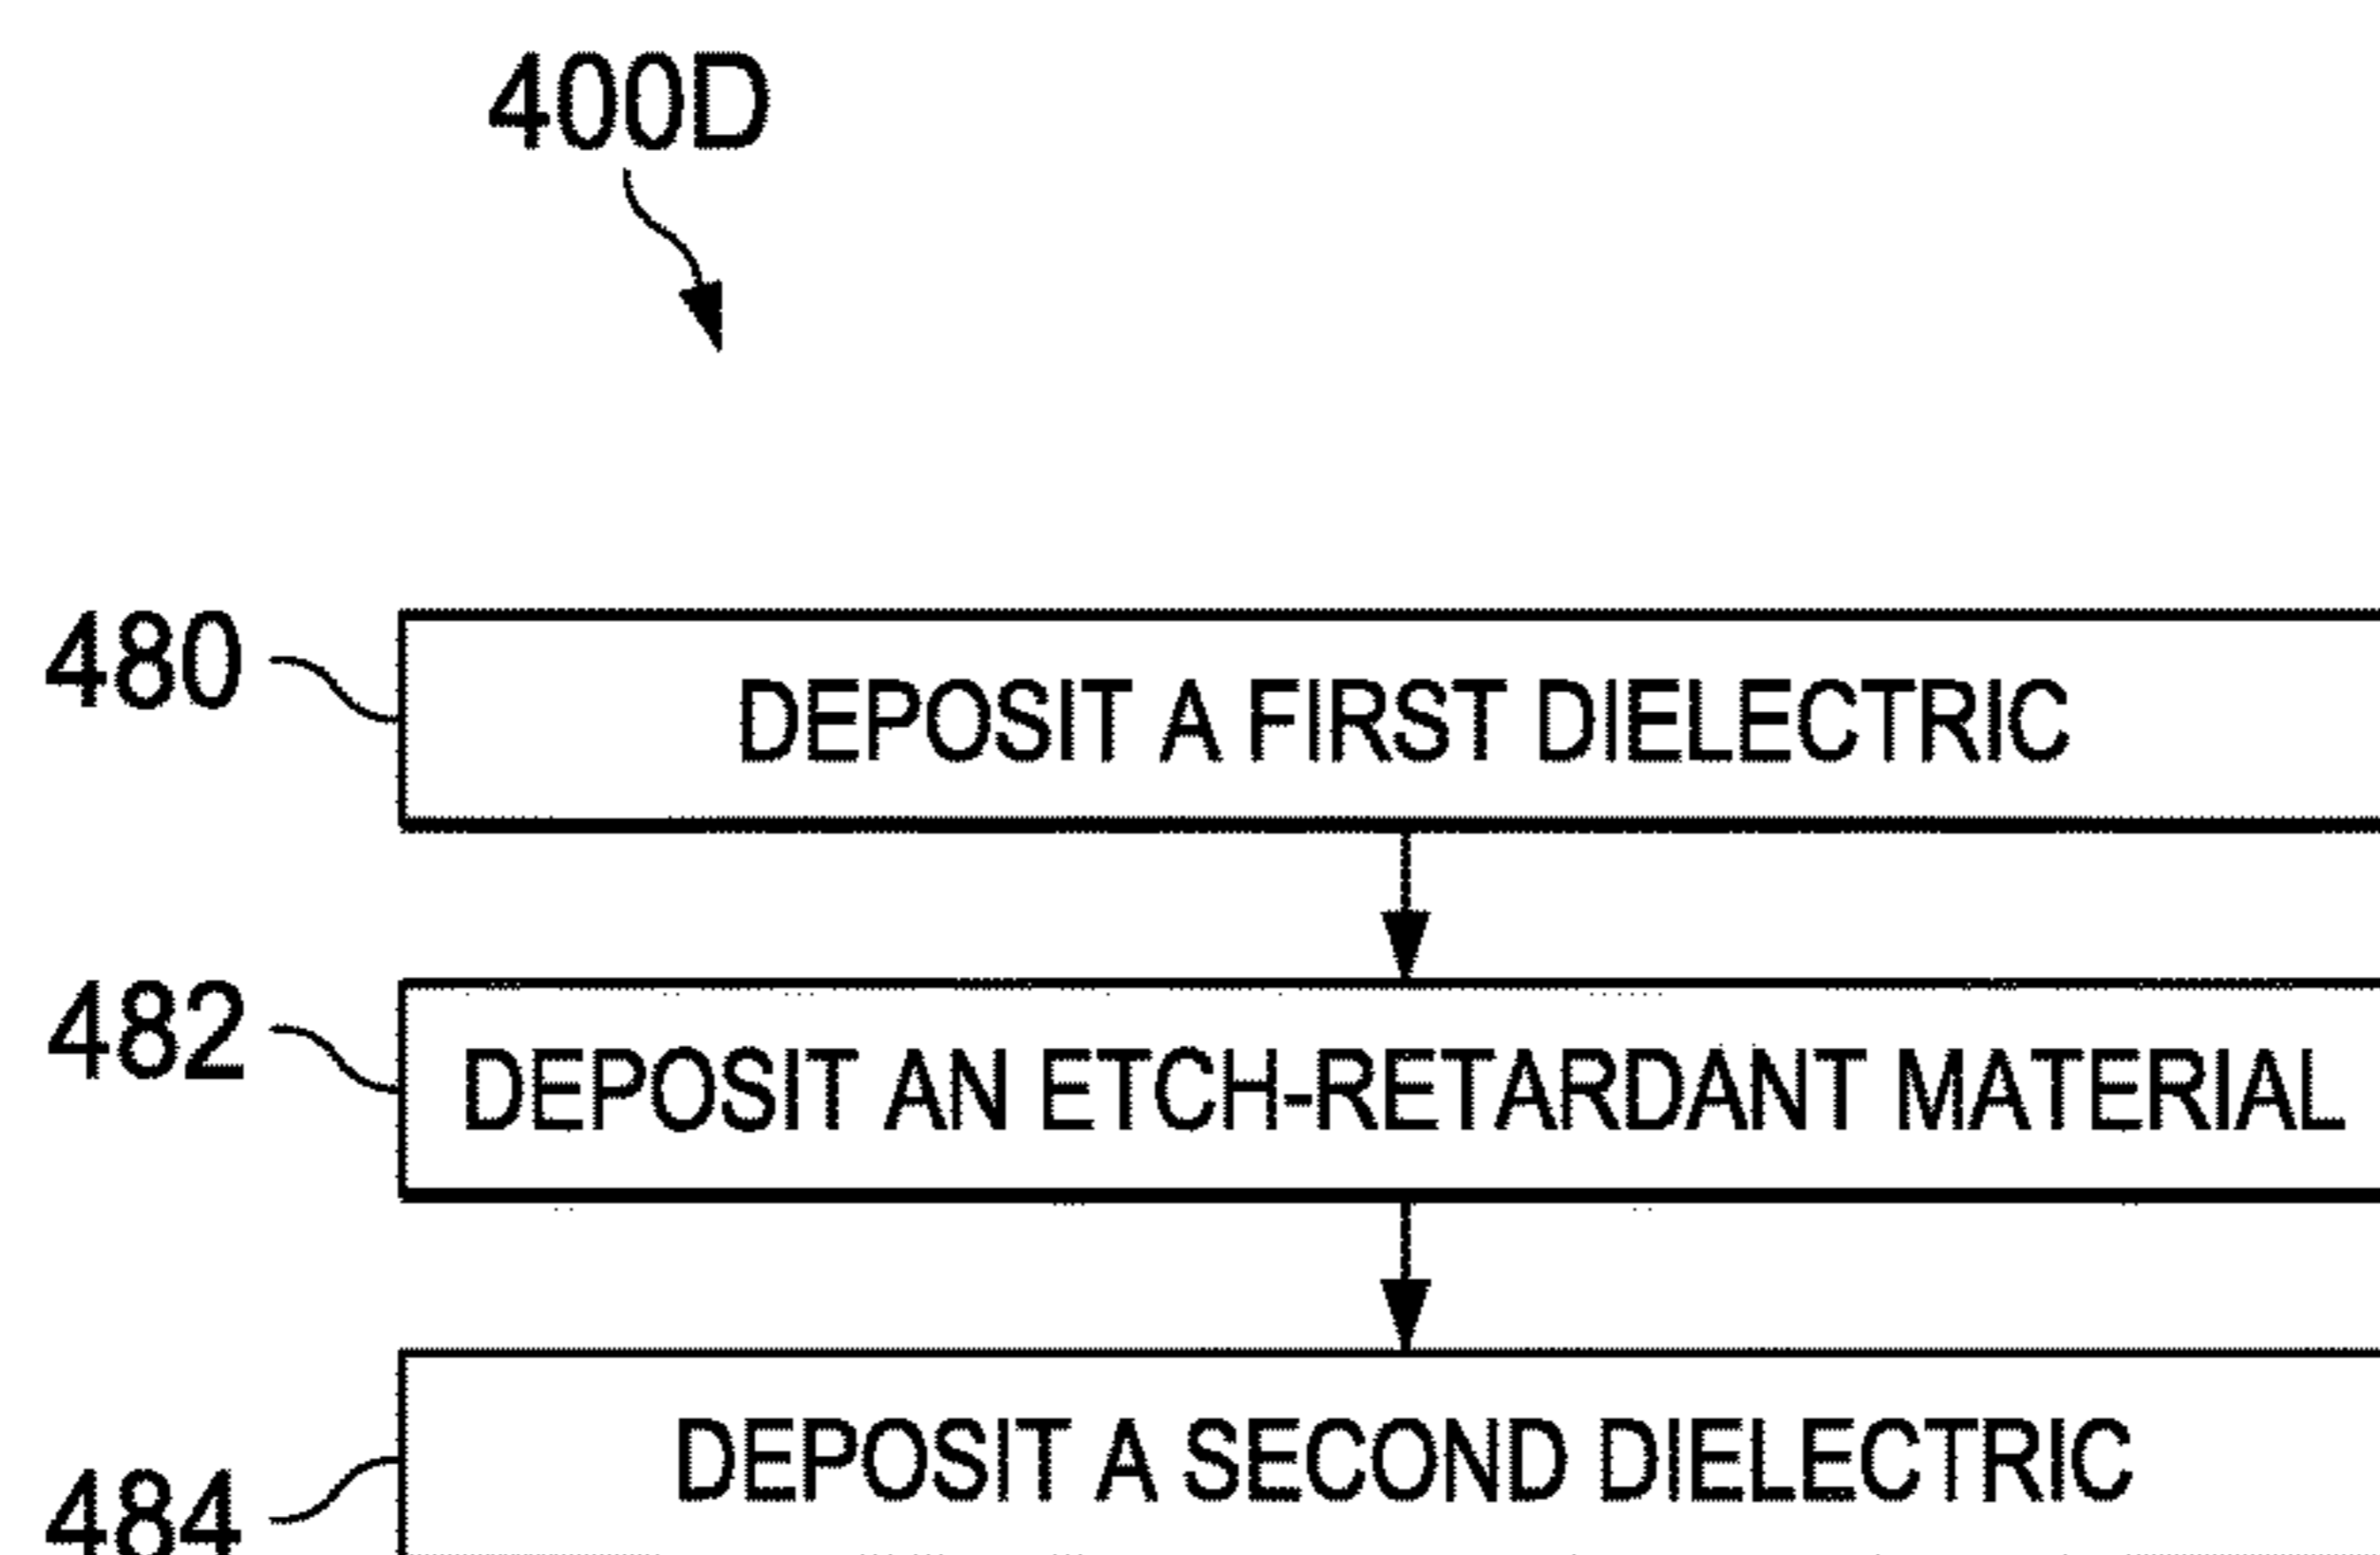 400D
480
DEPOSIT A FIRST DIELECTRIC
482
DEPOSIT AN ETCH-RETARDANT MATERIAL
484
DEPOSIT A SECOND DIELECTRIC